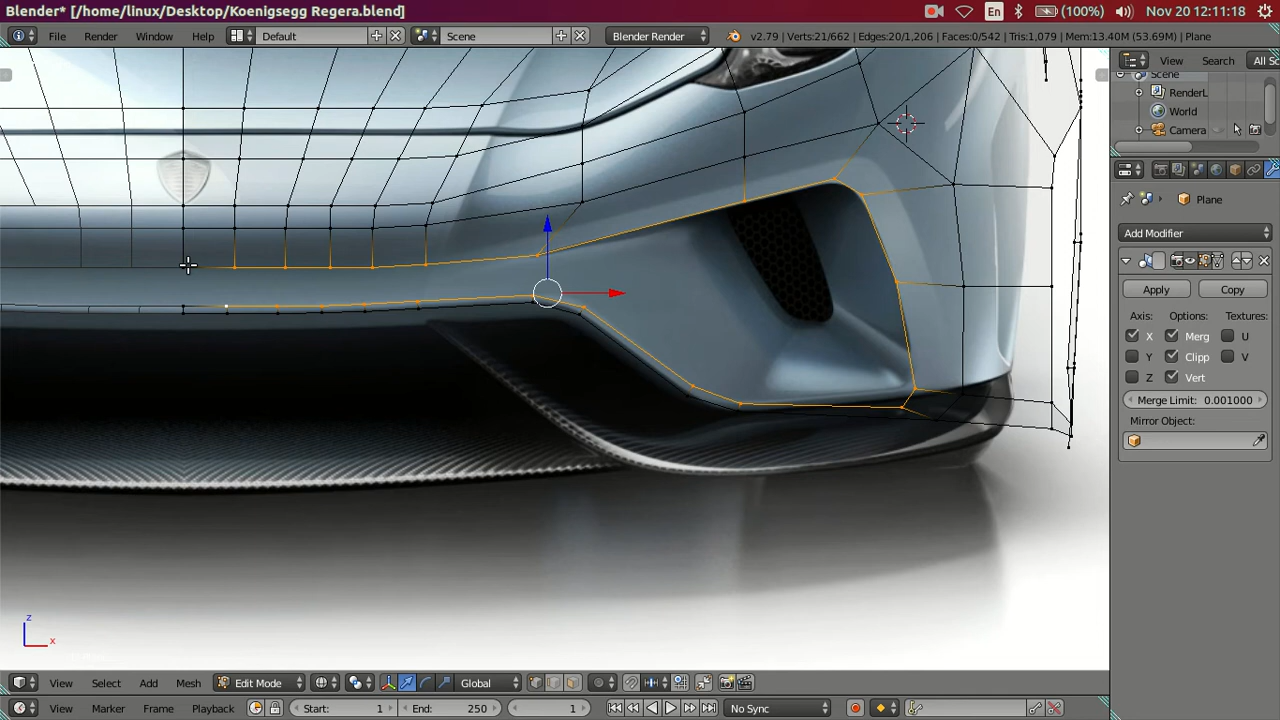 Blender* [/home/linux/Desktop/Koenigsegg Regera.blend]
En
(100%)
Nov 20 12:11:18
File
Render
Window
Help
Default
Scene
Blender Render
v2.79 | Verts:21/662 | Edges:20/1,206 | Faces:0/542 | Tris:1,079 | Mem:13.40M (53.69M) | Plane
View
Search
All Sc
Scene
RenderL
World
Camera
Plane
Add Modifier
Apply
Copy
Axis:
Options:
Textures:
X
Merg
U
Y
Clipp
V
Z
Vert
Merge Limit: 0.001000
Mirror Object:
z
x
View
Select
Add
Mesh
Edit Mode
Global
View
Marker
Frame
Playback
Start:
1
End:
250
1
No Sync